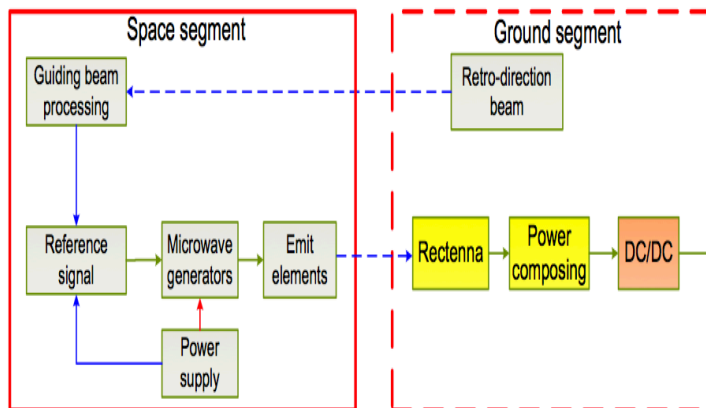 Space segment
Ground segment
Guiding beam
processing
Retro-direction
beam
Reference
signal
Microwave
generators
Emit
elements
Rectenna
Power
composing
DC/DC
Power
supply